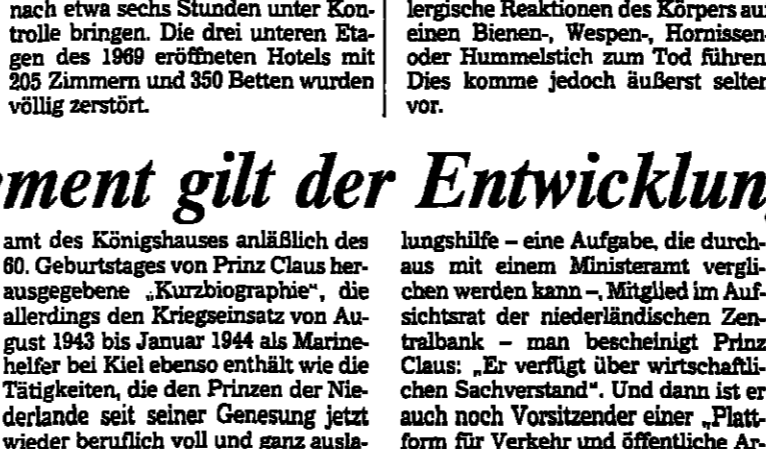 nach etwa sechs Stunden unter Kon-
trolle bringen. Die drei unteren Eta-
gen des 1969 eröffneten Hotels mit
205 Zimmern und 350 Betten wurden
völlig zerstört.
lergische Reaktionen des Körpers auf
einen Bienen-, Wespen-, Hornissen-
oder Hummelstich zum Tod führen
Dies komme jedoch äußerst selten
vor.
ement gilt der Entwicklung
amt des Königshauses anläßlich des
60. Geburtstages von Prinz Claus her-
ausgegebene „Kurzbiographie“, die
allerdings den Kriegseinsatz von Au-
gust 1943 bis Januar 1944 als Marine-
helfer bei Kiel ebenso enthält wie die
Tätigkeiten, die den Prinzen der Nie-
derlande seit seiner Genesung jetzt
wieder beruflich voll und ganz ausla-
lungshilfe – eine Aufgabe, die durch-
aus mit einem Ministeramt vergli-
chen werden kann –, Mitglied im Auf-
sichtsrat der niederländischen Zen-
tralbank – man bescheinigt Prinz
Claus: „Er verfügt über wirtschaftli-
chen Sachverstand“. Und dann ist er
auch noch Vorsitzender einer „Platt-
form für Verkehr und öffentliche Ar-